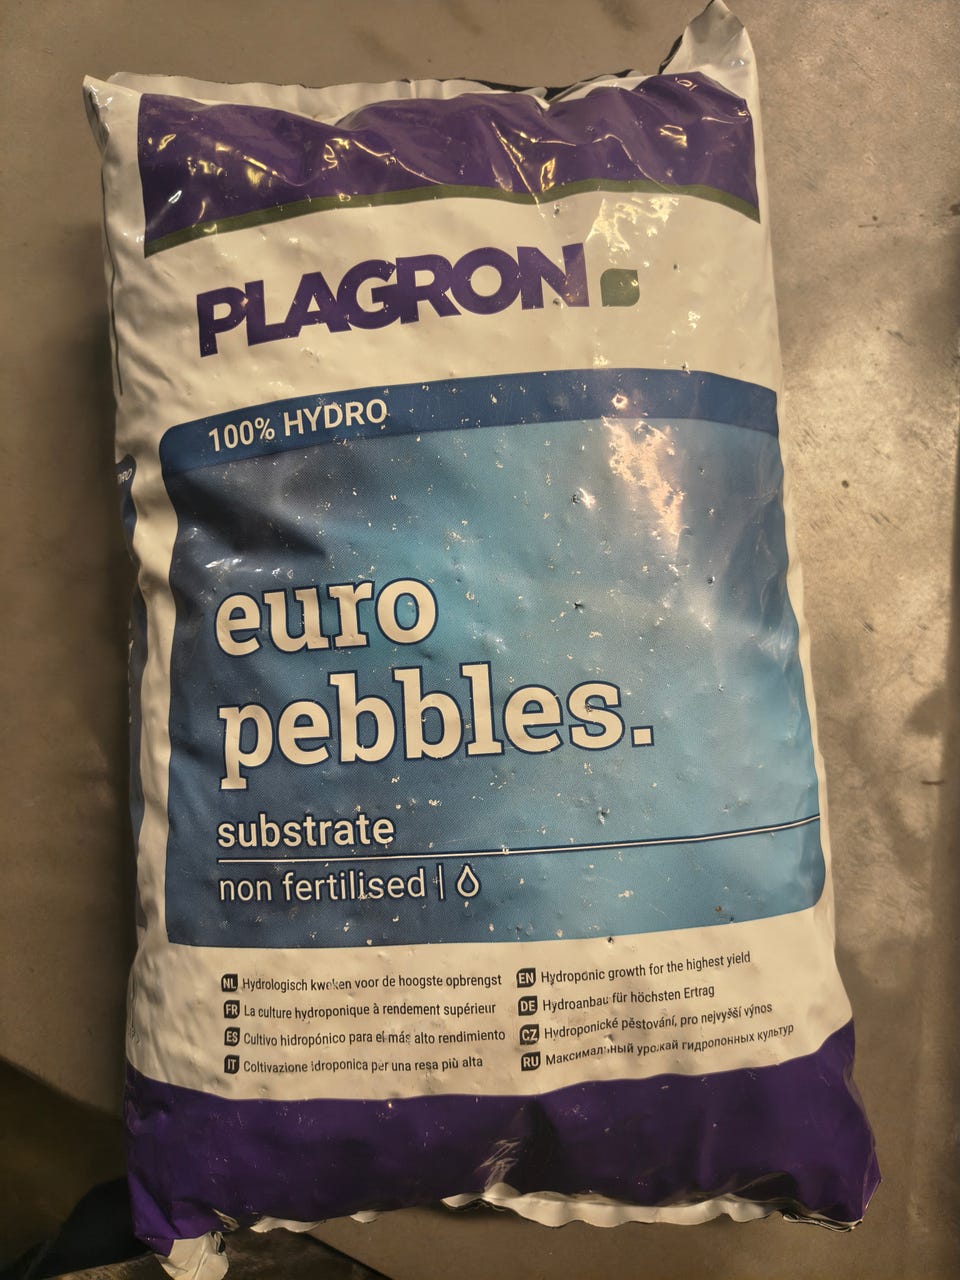 PLAGRON
100% HYDRO
euro
pebbles.
substrate
non fertilised |
NL Hydrologisch kweken voor de hoogste opbrengst
FR La culture hydroponique à rendement supérieur
ES Cultivo hidropónico para el más alto rendimiento
IT Coltivazione idroponica per una resa più alta
EN Hydroponic growth for the highest yield
DE Hydroanbau für höchsten Ertrag
CZ Hydroponické pěstování, pro nejvyšší výnos
RU Максимальный урожай гидропонных культур